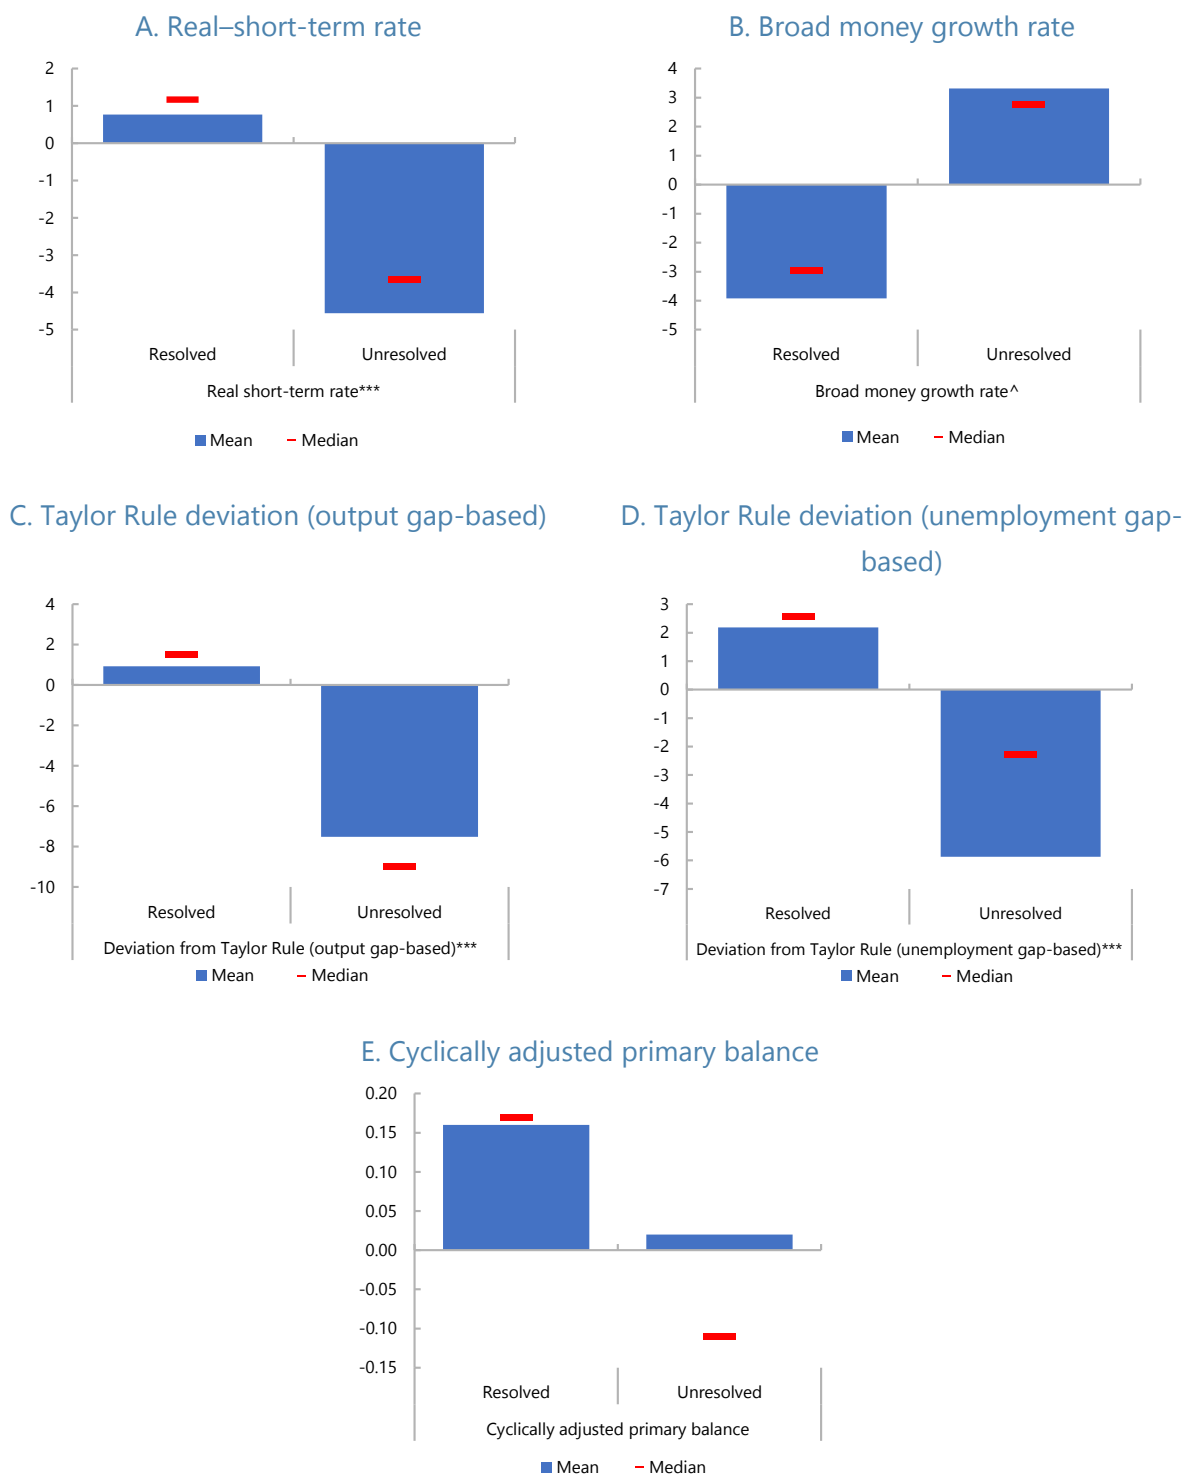 A. Real–short-term rate
2
1
0
-1
-2
-3
-4
-5
Resolved Unresolved
Real short-term rate***
Mean Median
B. Broad money growth rate
4
3
2
1
0
-1
-2
-3
-4
-5
Resolved Unresolved
Broad money growth rate^
Mean Median
C. Taylor Rule deviation (output gap-based)
4
2
0
-2
-4
-6
-8
-10
Resolved Unresolved
Deviation from Taylor Rule (output gap-based)***
Mean Median
D. Taylor Rule deviation (unemployment gap-
based)
3
2
1
0
-1
-2
-3
-4
-5
-6
-7
Resolved Unresolved
Deviation from Taylor Rule (unemployment gap-based)***
Mean Median
E. Cyclically adjusted primary balance
0.20
0.15
0.10
0.05
0.00
-0.05
-0.10
-0.15
Resolved Unresolved
Cyclically adjusted primary balance
Mean Median